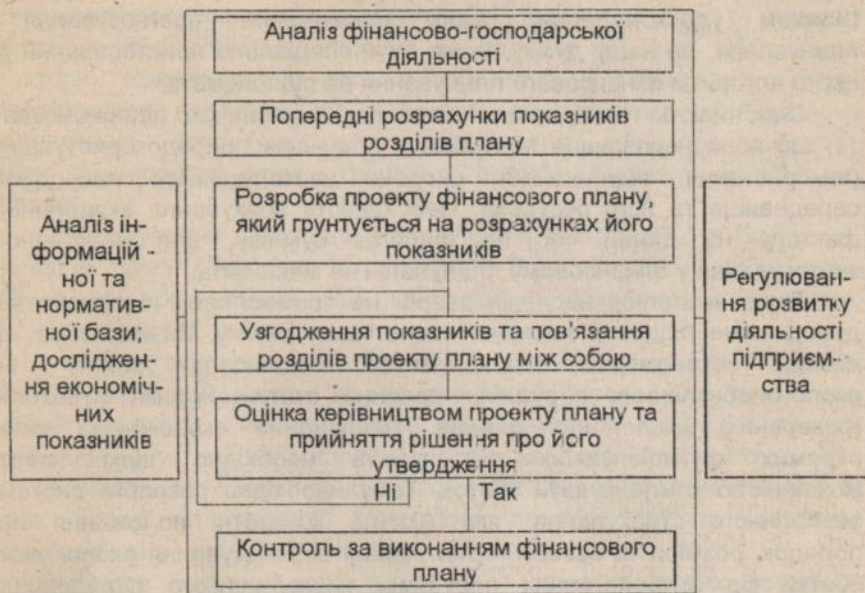 Аналіз фінансово-господарської
діяльності
Попередні розрахунки показників
розділів плану
Аналіз ін-
формацій -
ної та
норматив-
ної бази;
дослджен-
ня економіч-
них
показників
Розробка проекту фінансового плану,
який грунтується на розрахунках його
показників
Узгодження показників та пов'язання
розділів проекту плану між собою
Оцінка керівництвом проекту плану та
прийняття рішення про його
утвердження
Ні Так
Контроль за виконанням фінансового
плану
Регулюван-
ня розвитку
діяльності
підприєм-
ства